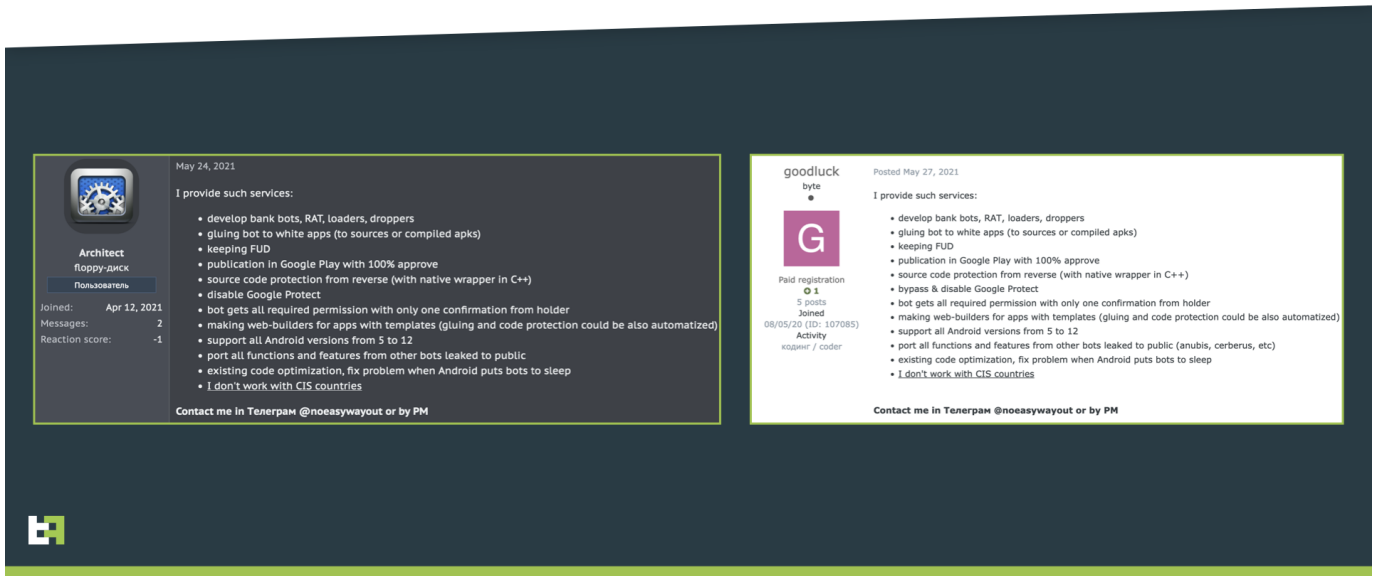 May 24, 2021
I provide such services:
• develop bank bots, RAT, loaders, droppers
• gluing bot to white apps (to sources or compiled apks)
• keeping FUD
• publication in Google Play with 100% approve
• source code protection from reverse (with native wrapper in C++)
• disable Google Protect
• bot gets all required permission with only one confirmation from holder
• making web-builders for apps with templates (gluing and code protection could be also automatized)
• support all Android versions from 5 to 12
• port all functions and features from other bots leaked to public
• existing code optimization, fix problem when Android puts bots to sleep
• I don't work with CIS countries
Contact me in Телеграм @noeasywayout or by PM
Architect
floppy-диск
Пользователь
Joined: Apr 12, 2021
Messages: 2
Reaction score: -1
goodluck
byte
G
Paid registration
1
5 posts
Joined
08/05/20 (ID: 107085)
Activity
кодинг / coder
Posted May 27, 2021
I provide such services:
• develop bank bots, RAT, loaders, droppers
• gluing bot to white apps (to sources or compiled apks)
• keeping FUD
• publication in Google Play with 100% approve
• source code protection from reverse (with native wrapper in C++)
• bypass & disable Google Protect
• bot gets all required permission with only one confirmation from holder
• making web-builders for apps with templates (gluing and code protection could be also automatized)
• support all Android versions from 5 to 12
• port all functions and features from other bots leaked to public (anubis, cerberus, etc)
• existing code optimization, fix problem when Android puts bots to sleep
• I don't work with CIS countries
Contact me in Телеграм @noeasywayout or by PM